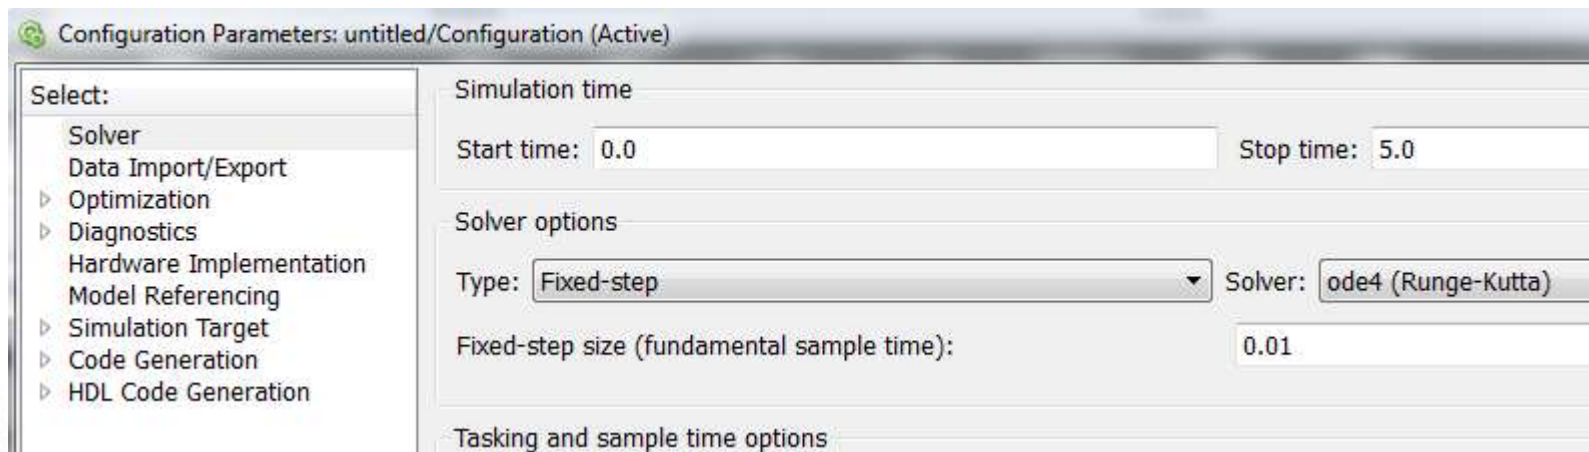 Configuration Parameters: untitled/Configuration (Active)
Select:
Solver
Data Import/Export
Optimization
Diagnostics
Hardware Implementation
Model Referencing
Simulation Target
Code Generation
HDL Code Generation
Simulation time
Start time: 0.0 Stop time: 5.0
Solver options
Type: Fixed-step Solver: ode4 (Runge-Kutta)
Fixed-step size (fundamental sample time): 0.01
Tasking and sample time options